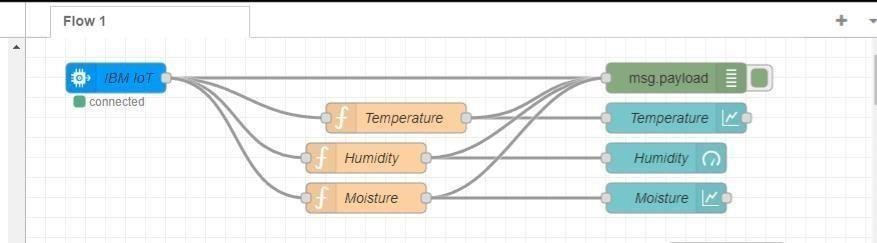 Flow 1
IBM IoT
connected
msg.payload
Temperature
Temperature
Humidity
Humidity
Moisture
Moisture